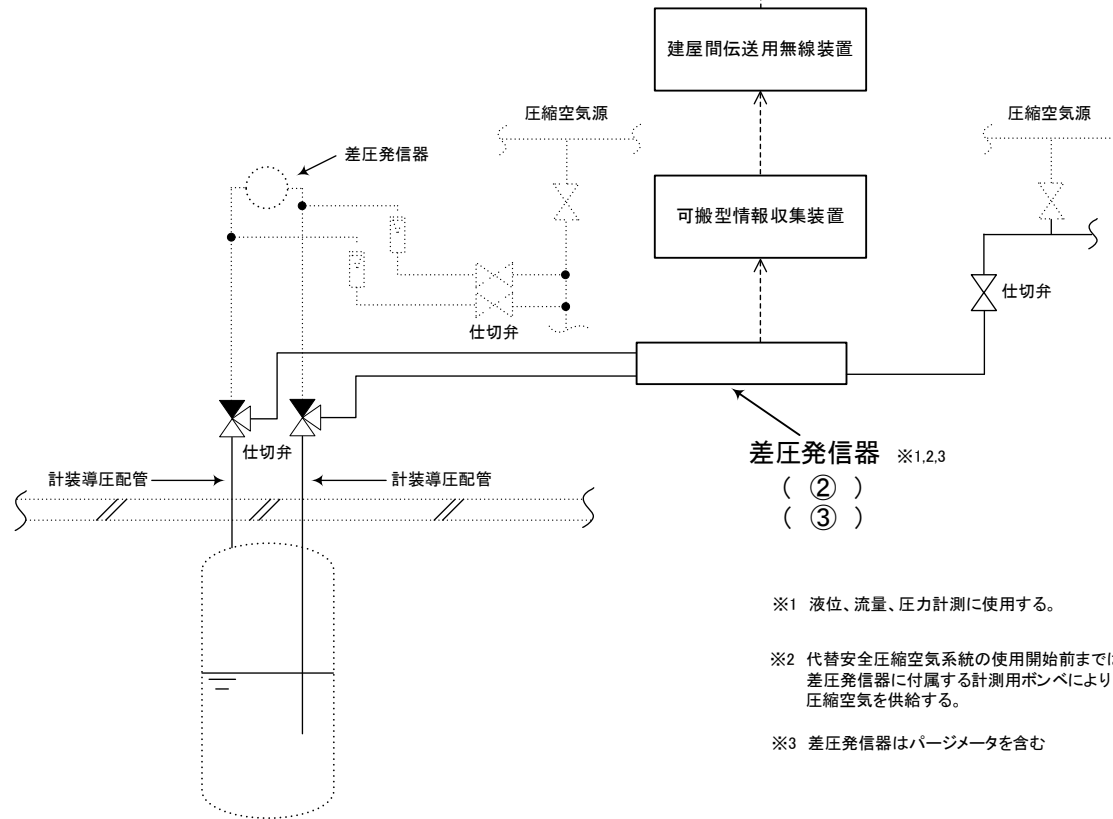 建屋間伝送用無線装置
圧縮空気源
圧縮空気源
差圧発信器
可搬型情報収集装置
仕切弁
仕切弁
仕切弁
差圧発信器 ※1,2,3
( ② )
( ③ )
計装導圧配管
計装導圧配管
※1 液位、流量、圧力計測に使用する。
※2 代替安全圧縮空気系統の使用開始前までは
差圧発信器に付属する計測用ボンベにより
圧縮空気を供給する。
※3 差圧発信器はパージメータを含む